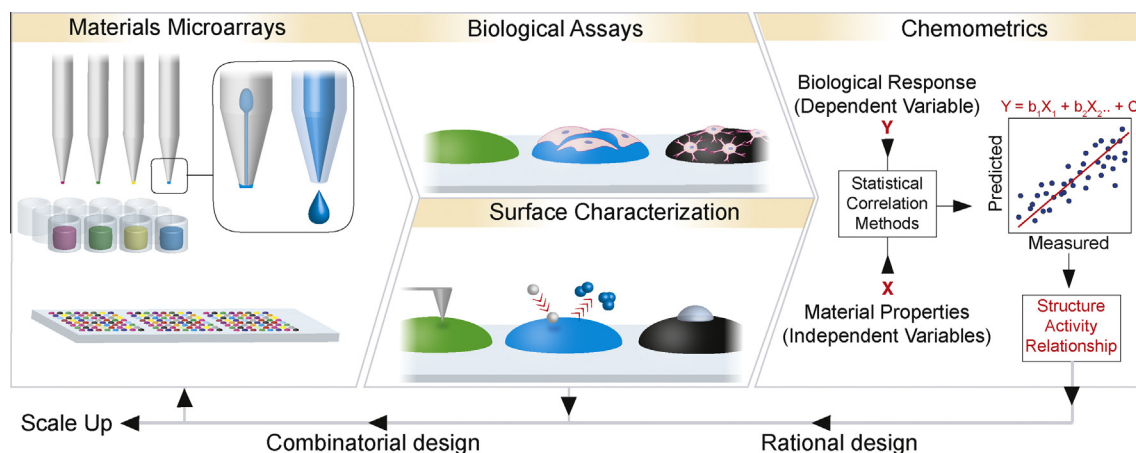 Materials Microarrays
Biological Assays
Surface Characterization
Chemometrics
Biological Response
(Dependent Variable)
Y
Statistical
Correlation
Methods
X
Material Properties
(Independent Variables)
Y = b1X1 + b2X2.. + C
Predicted
Measured
Structure
Activity
Relationship
Scale Up
Combinatorial design
Rational design